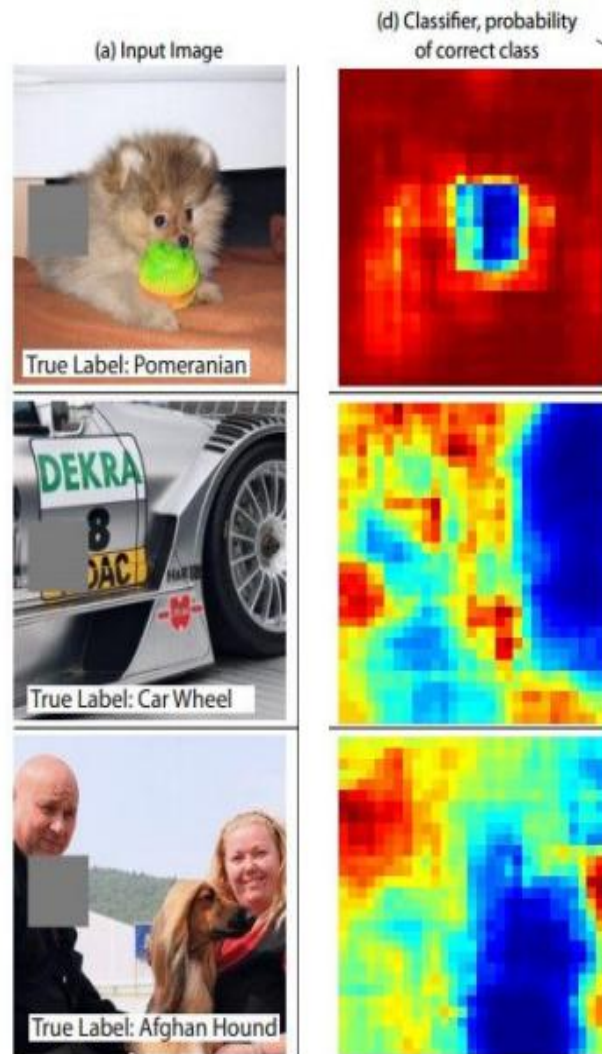 (a) Input Image
(d) Classifier, probability
of correct class
True Label: Pomeranian
DEKRA
8
DAC
True Label: Car Wheel
True Label: Afghan Hound